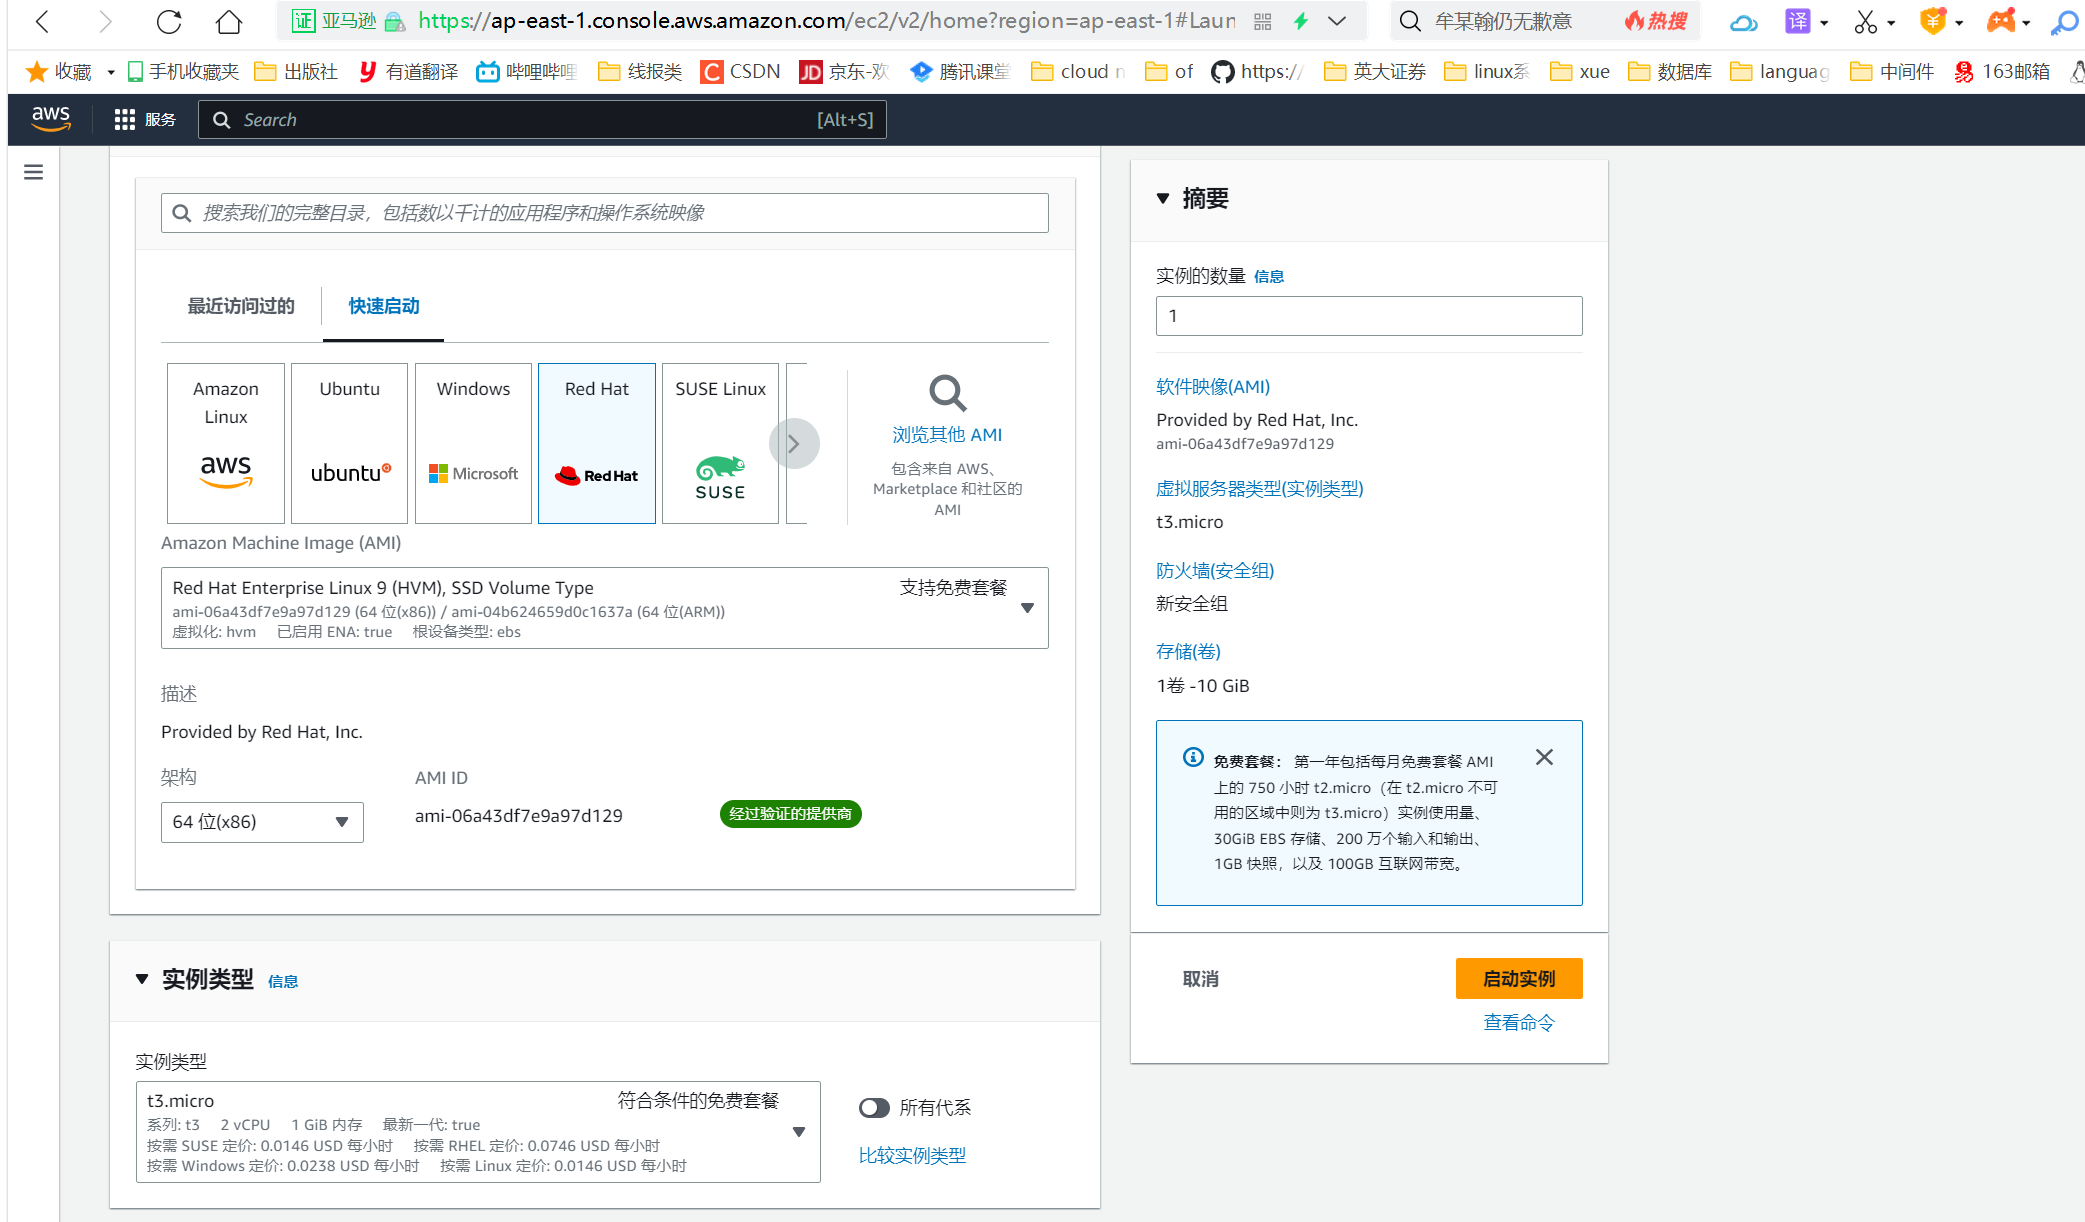 证 亚马逊 https://ap-east-1.console.aws.amazon.com/ec2/v2/home?region=ap-east-1#Laun
牟某翰仍无歉意 热搜 译
收藏 手机收藏夹 出版社 有道翻译 哔哩哔哩 线报类 CSDN 京东-欢 腾讯课堂 cloud n of https:// 英大证券 linux系 xue 数据库 languag 中间件 163邮箱
aws 服务 Search [Alt+S]
搜索我们的完整目录，包括数以千计的应用程序和操作系统映像
最近访问过的 快速启动
Amazon Linux
aws
Ubuntu
ubuntu
Windows
Microsoft
Red Hat
Red Hat
SUSE Linux
SUSE
浏览其他 AMI
包含来自 AWS、
Marketplace 和社区的
AMI
Amazon Machine Image (AMI)
Red Hat Enterprise Linux 9 (HVM), SSD Volume Type 支持免费套餐
ami-06a43df7e9a97d129 (64 位(x86)) / ami-04b624659d0c1637a (64 位(ARM))
虚拟化: hvm 已启用 ENA: true 根设备类型: ebs
描述
Provided by Red Hat, Inc.
架构 AMI ID
64 位(x86) ami-06a43df7e9a97d129 经过验证的提供商
实例类型 信息
实例类型
t3.micro 符合条件的免费套餐
系列: t3 2 vCPU 1 GiB 内存 最新一代: true
按需 SUSE 定价: 0.0146 USD 每小时 按需 RHEL 定价: 0.0746 USD 每小时
按需 Windows 定价: 0.0238 USD 每小时 按需 Linux 定价: 0.0146 USD 每小时
所有代系
比较实例类型
摘要
实例的数量 信息
1
软件映像(AMI)
Provided by Red Hat, Inc.
ami-06a43df7e9a97d129
虚拟服务器类型(实例类型)
t3.micro
防火墙(安全组)
新安全组
存储(卷)
1卷 -10 GiB
免费套餐： 第一年包括每月免费套餐 AMI
上的 750 小时 t2.micro（在 t2.micro 不可
用的区域中则为 t3.micro）实例使用量、
30GiB EBS 存储、200 万个输入和输出、
1GB 快照，以及 100GB 互联网带宽。
取消 启动实例
查看命令